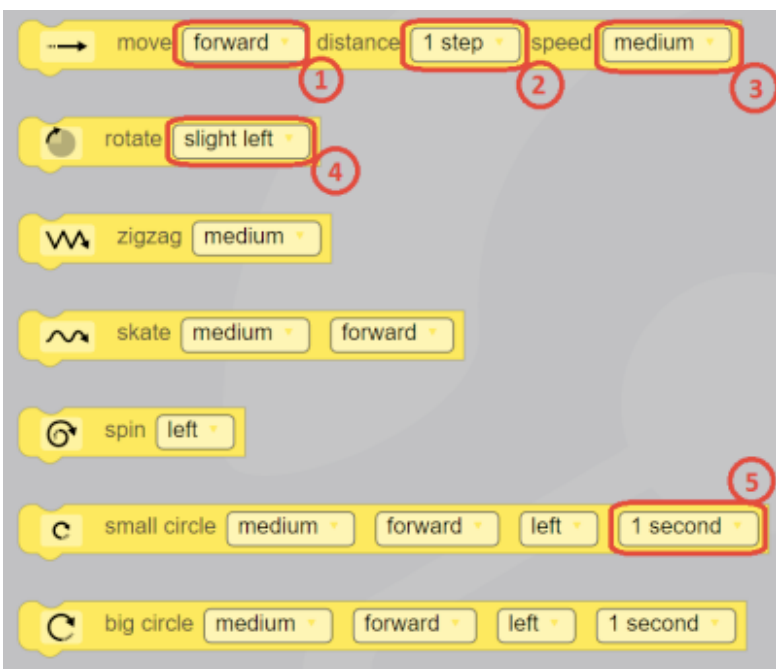 move forward distance 1 step speed medium
1 2 3
rotate slight left
4
zigzag medium
skate medium forward
spin left
5
small circle medium forward left 1 second
big circle medium forward left 1 second